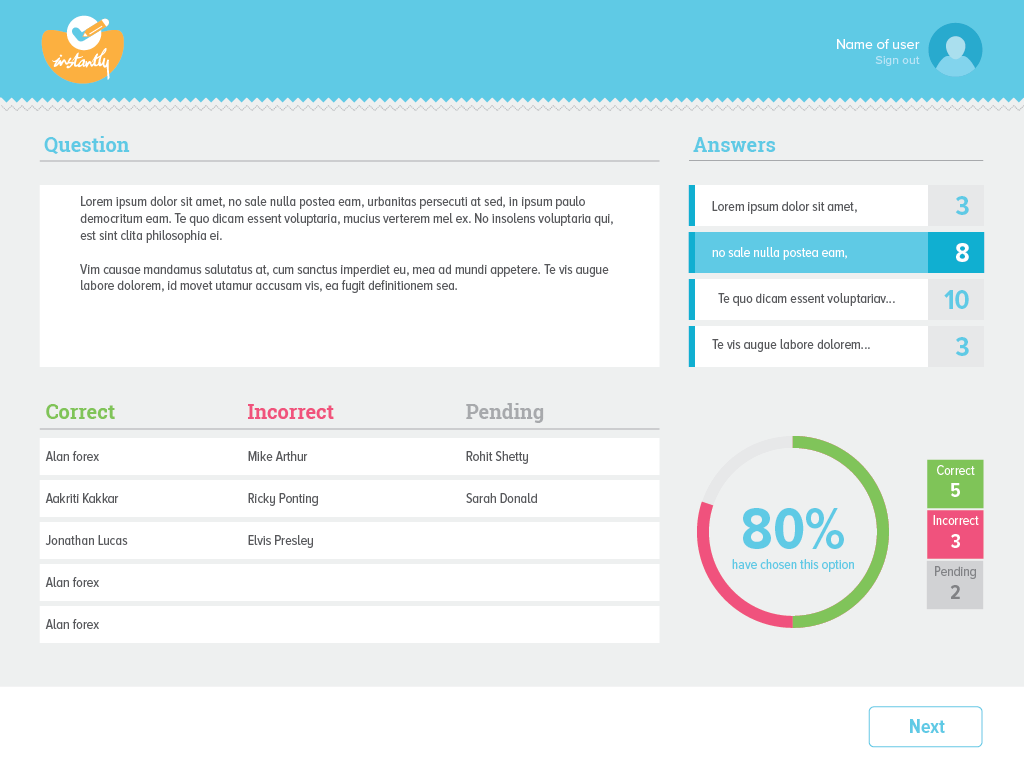 instantly
Name of user
Sign out
Question
Lorem ipsum dolor sit amet, no sale nulla postea eam, urbanitas persecuti at sed, in ipsum paulo
democritum eam. Te quo dicam essent voluptaria, mucius verterem mel ex. No insolens voluptaria qui,
est sint clita philosophia ei.
Vim causae mandamus salutatus at, cum sanctus imperdiet eu, mea ad mundi appetere. Te vis augue
labore dolorem, id movet utamur accusam vis, ea fugit definitionem sea.
Answers
Lorem ipsum dolor sit amet, 3
no sale nulla postea eam, 8
Te quo dicam essent voluptariav... 10
Te vis augue labore dolorem... 3
Correct Incorrect Pending
Alan forex Mike Arthur Rohit Shetty
Aakriti Kakkar Ricky Ponting Sarah Donald
Jonathan Lucas Elvis Presley
Alan forex
Alan forex
80%
have chosen this option
Correct
5
Incorrect
3
Pending
2
Next